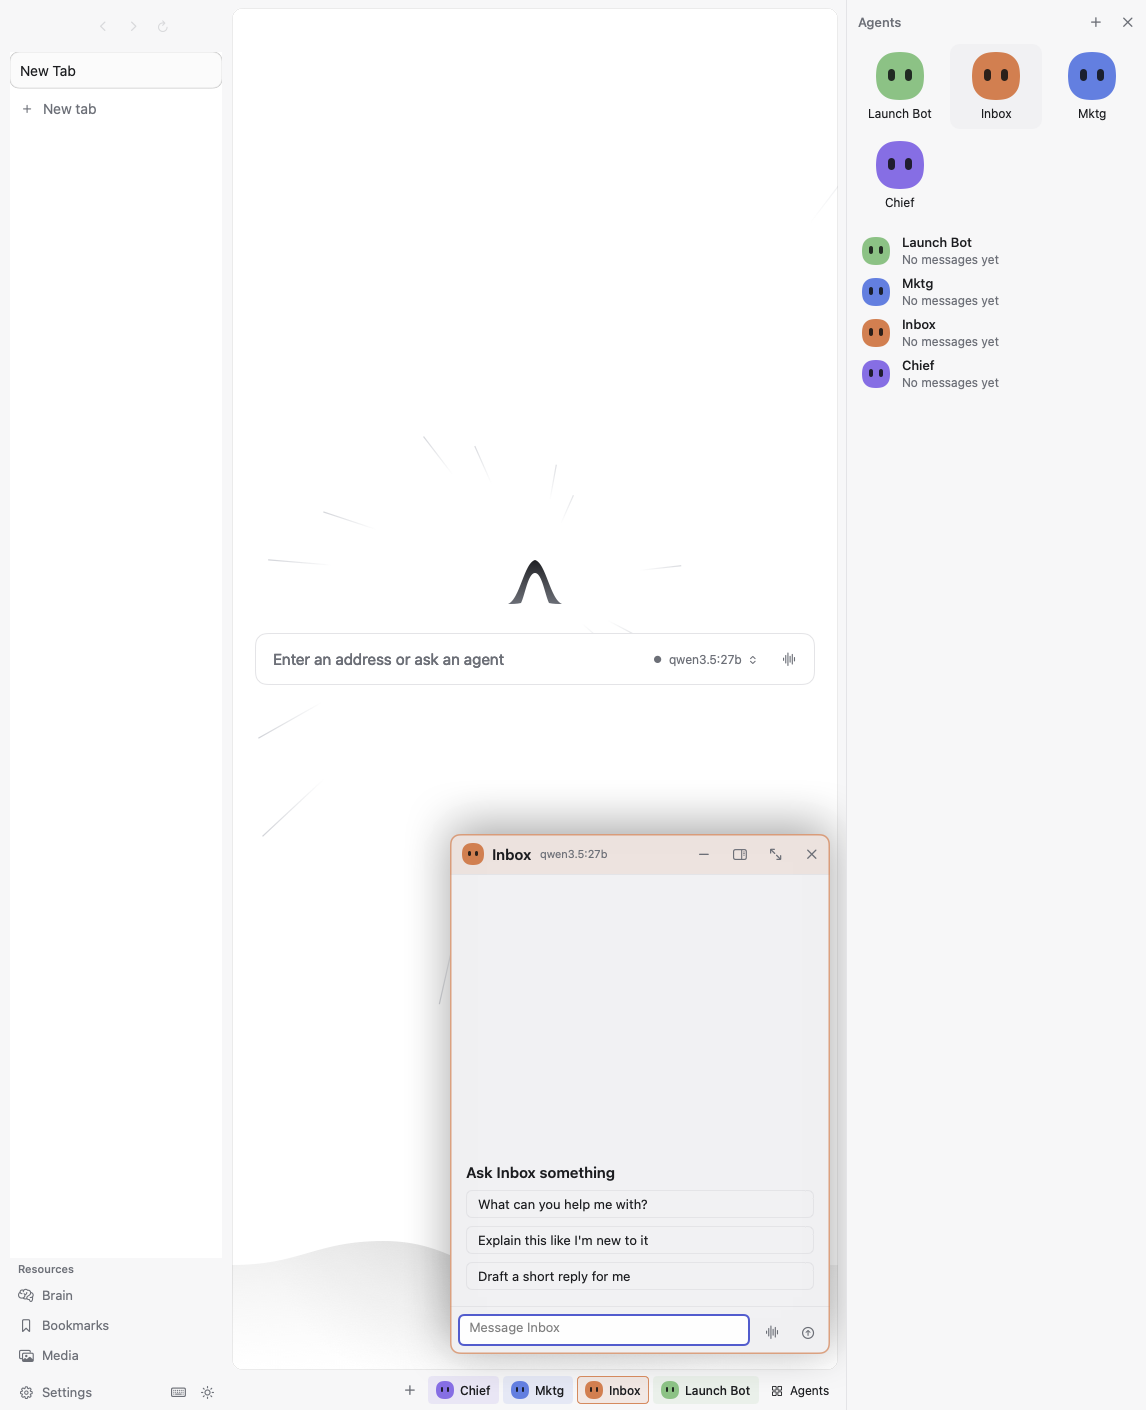 New Tab
New tab
Resources
Brain
Bookmarks
Media
Settings
Enter an address or ask an agent
qwen3.5:27b
Inbox
qwen3.5:27b
Ask Inbox something
What can you help me with?
Explain this like I'm new to it
Draft a short reply for me
Message Inbox
Chief
Mktg
Inbox
Launch Bot
Agents
Agents
Launch Bot
Inbox
Mktg
Chief
Launch Bot
No messages yet
Mktg
No messages yet
Inbox
No messages yet
Chief
No messages yet